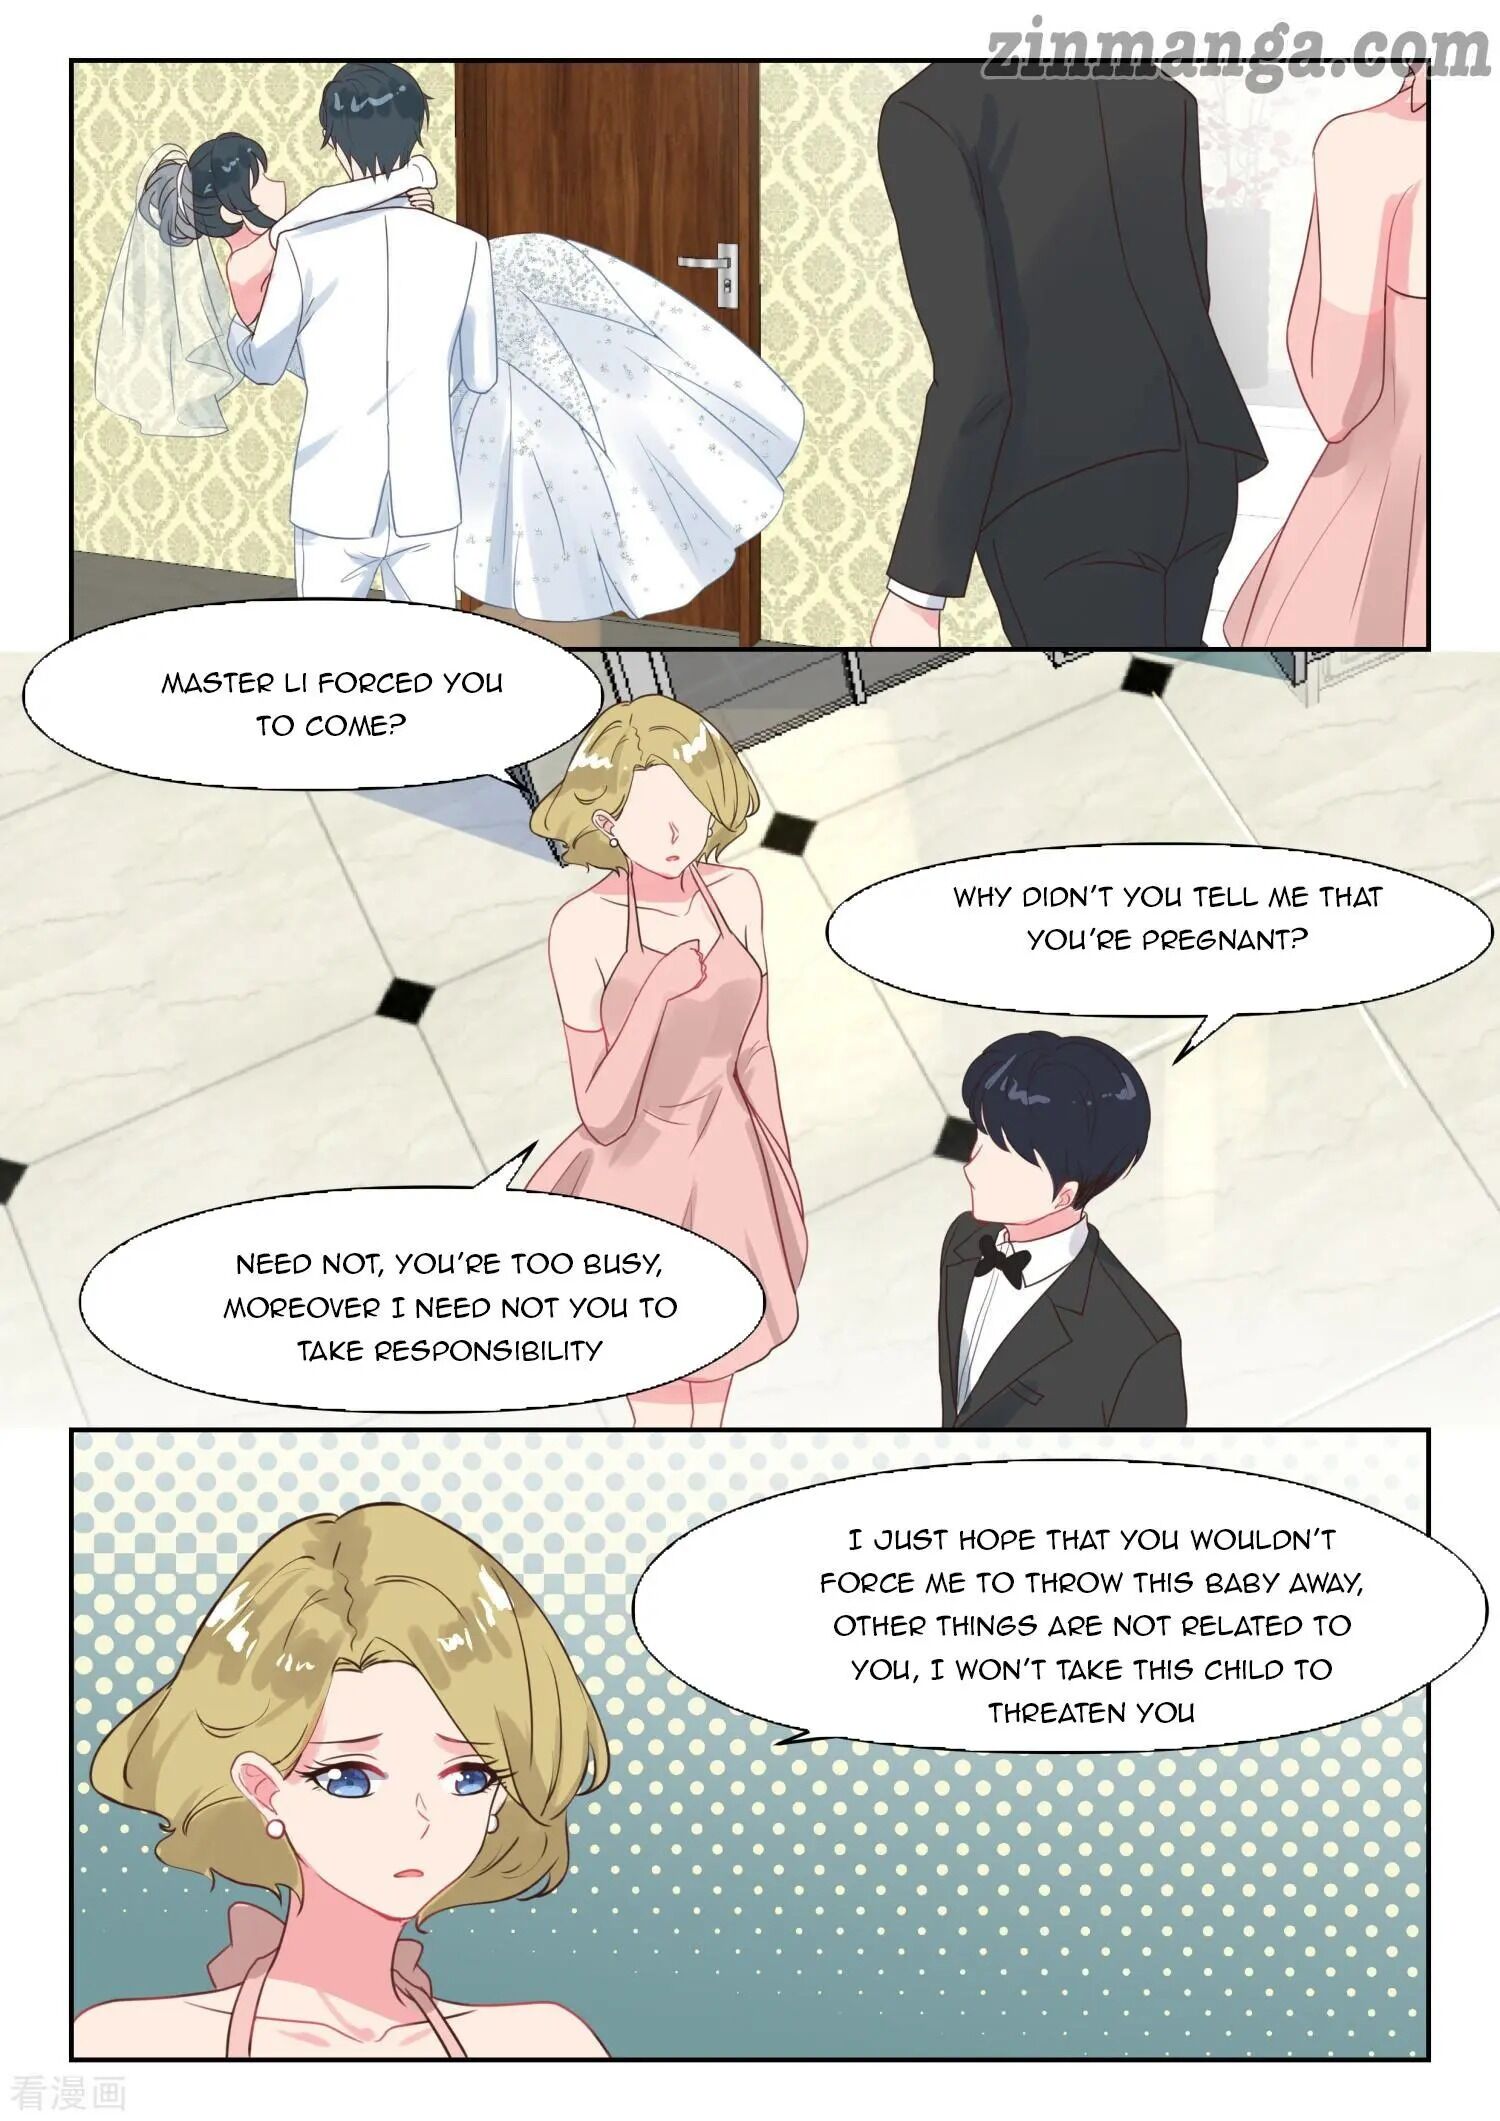 zinmanga.com
MASTER LI FORCED YOU
TO COME?
WHY DIDN'T YOU TELL ME THAT
YOU'RE PREGNANT?
NEED NOT, YOU'RE TOO BUSY,
MOREOVER I NEED NOT YOU TO
TAKE RESPONSIBILITY
I JUST HOPE THAT YOU WOULDN'T
FORCE ME TO THROW THIS BABY AWAY,
OTHER THINGS ARE NOT RELATED TO
YOU, I WON'T TAKE THIS CHILD TO
THREATEN YOU
看漫画